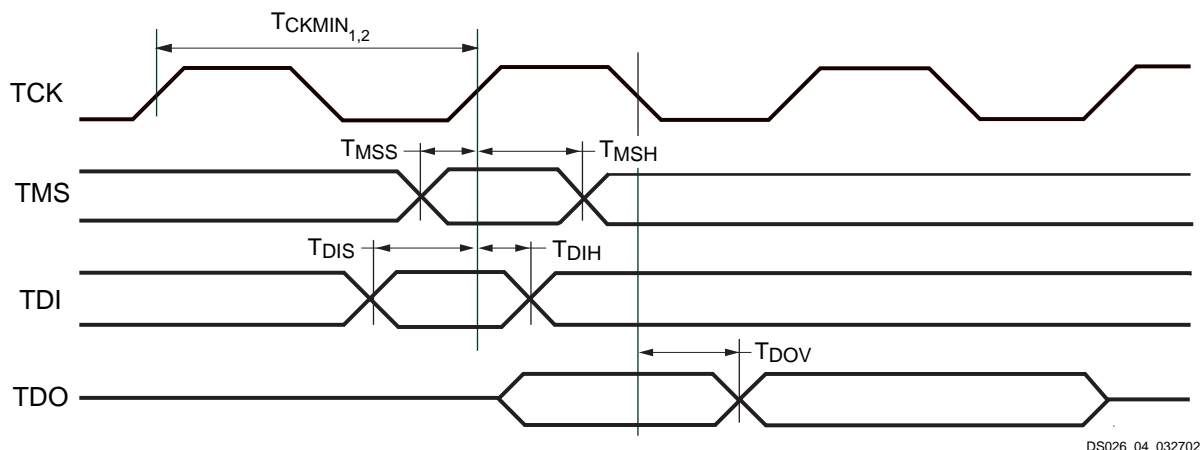 TCKMIN1,2
TCK
TMSS
TMSH
TMS
TDIS
TDIH
TDI
TDOV
TDO
DS026_04_032702